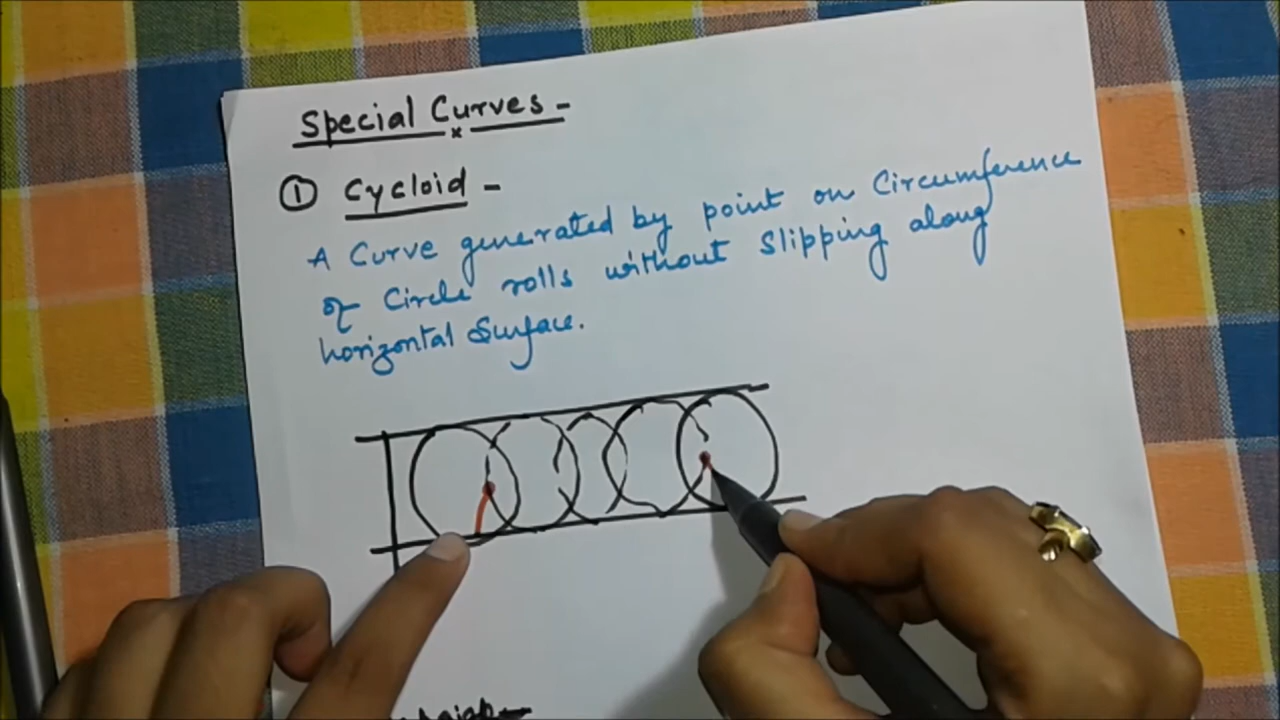 Special Curves -
① Cycloid -
A Curve generated by point on Circumference
of Circle rolls without slipping along
horizontal Surface.